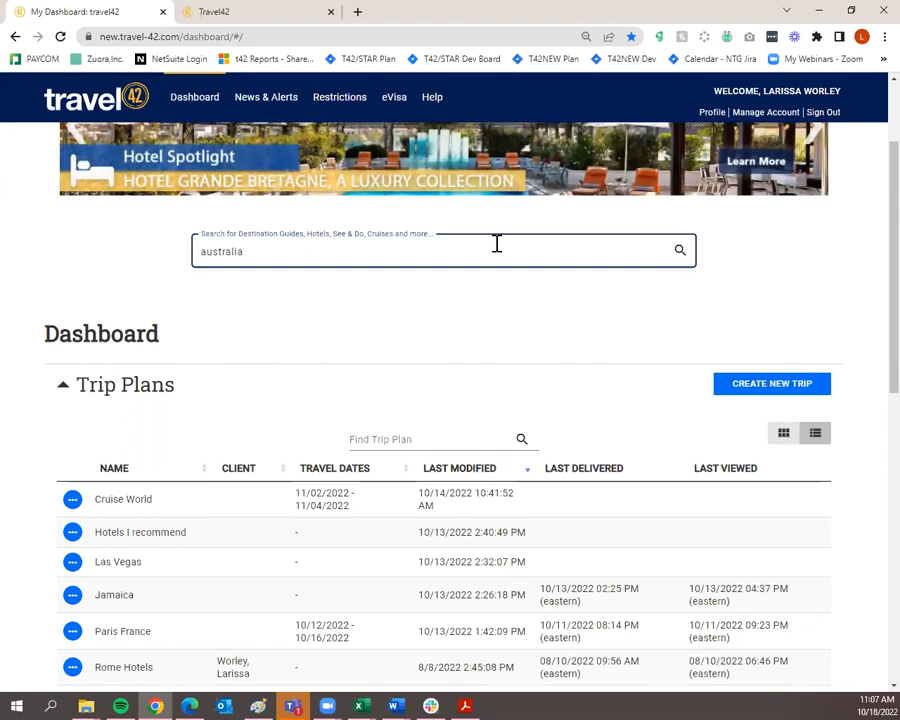 My Dashboard: travel42
Travel42
new.travel-42.com/dashboard/#/
PAYCOM
Zuora,Inc.
NetSuite Login
t42 Reports - Share...
T42/STAR Plan
T42/STAR Dev Board
T42NEW Plan
T42NEW Dev
Calendar - NTG Jira
My Webinars - Zoom
travel 42
Dashboard
News & Alerts
Restrictions
eVisa
Help
WELCOME, LARISSA WORLEY
Profile | Manage Account | Sign Out
Hotel Spotlight
HOTEL GRANDE BRETAGNE, A LUXURY COLLECTION
Learn More
Search for Destination Guides, Hotels, See & Do, Cruises and more...
australia
Dashboard
Trip Plans
CREATE NEW TRIP
Find Trip Plan
NAME CLIENT TRAVEL DATES LAST MODIFIED LAST DELIVERED LAST VIEWED
Cruise World 11/02/2022 - 10/14/2022 10:41:52
11/04/2022 AM
Hotels I recommend - 10/13/2022 2:40:49 PM
Las Vegas - 10/13/2022 2:32:07 PM
Jamaica - 10/13/2022 2:26:18 PM 10/13/2022 02:25 PM 10/13/2022 04:37 PM
(eastern) (eastern)
Paris France 10/12/2022 - 10/13/2022 1:42:09 PM 10/11/2022 08:14 PM 10/11/2022 09:23 PM
10/16/2022 (eastern) (eastern)
Rome Hotels Worley, - 8/8/2022 2:45:08 PM 08/10/2022 09:56 AM 08/10/2022 06:46 PM
Larissa (eastern) (eastern)
11:07 AM
10/18/2022